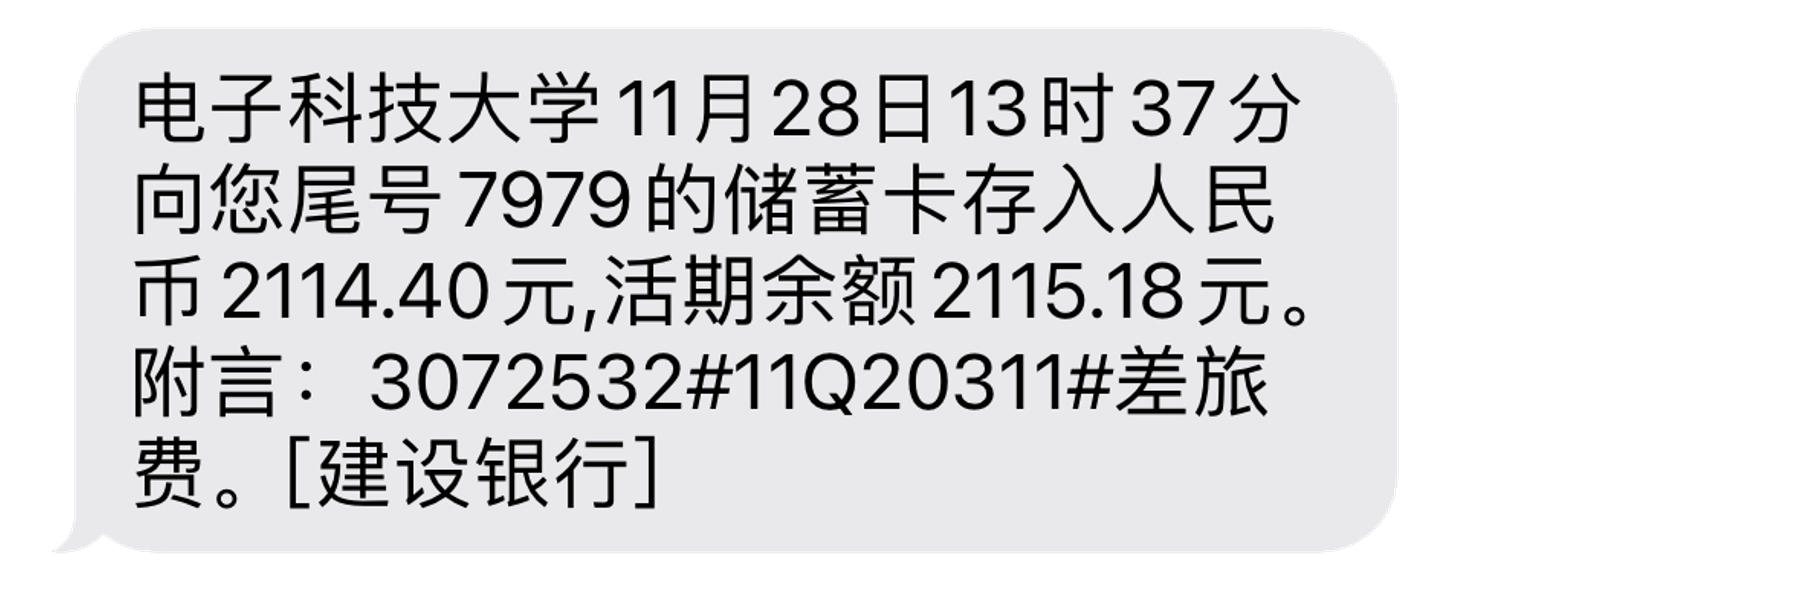 电子科技大学11月28日13时37分
向您尾号7979的储蓄卡存入人民
币2114.40元,活期余额2115.18元。
附言：3072532#11Q20311#差旅
费。[建设银行]